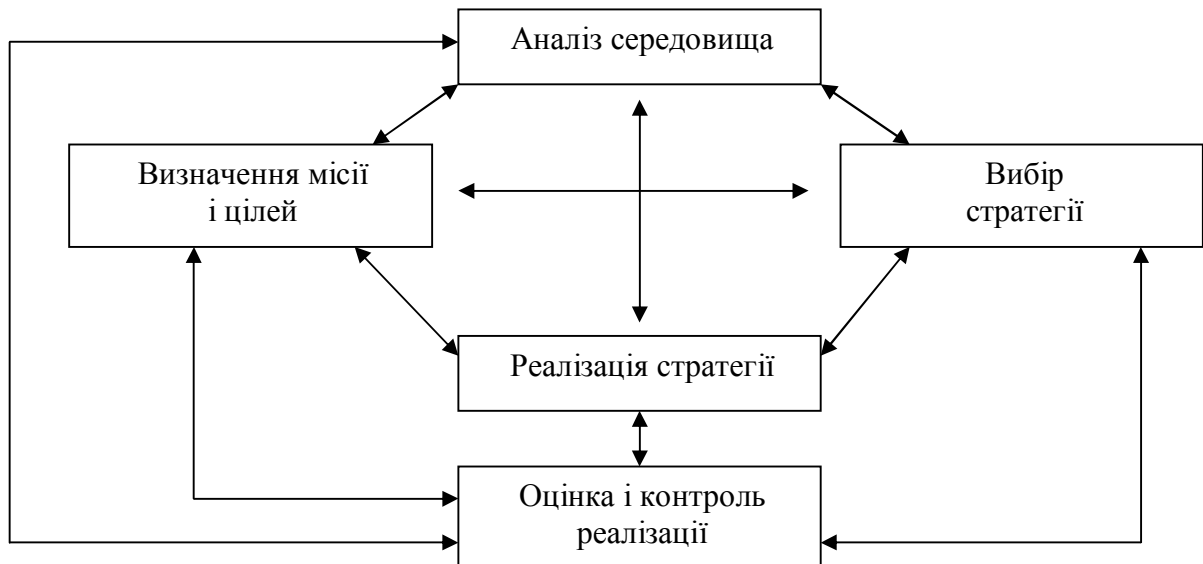 Аналіз середовища
Визначення місії
і цілей
Вибір
стратегії
Реалізація стратегії
Оцінка і контроль
реалізації